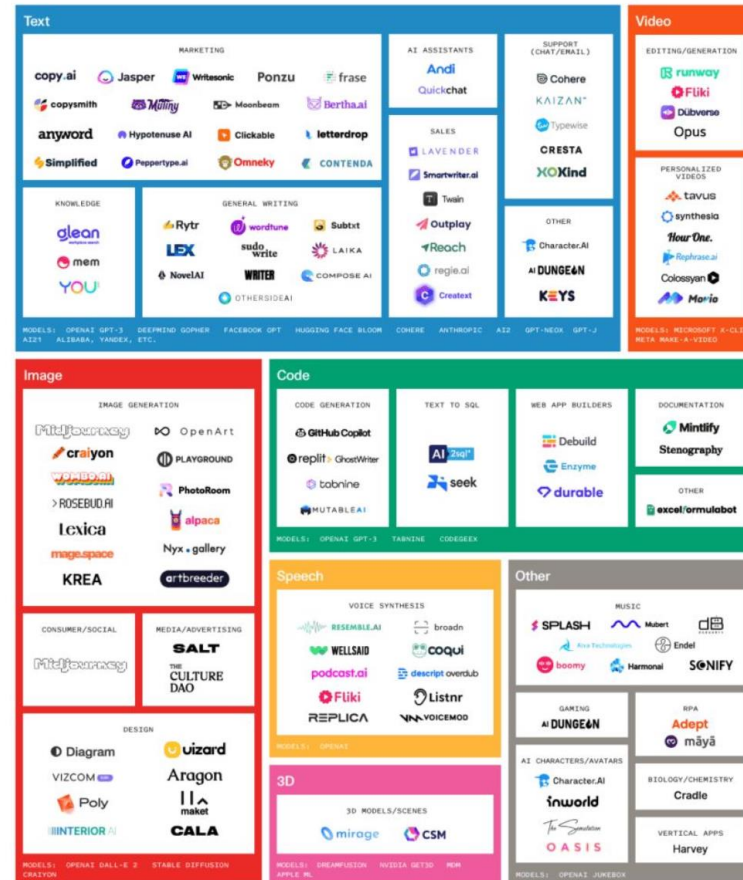 Text
MARKETING
copy.ai Jasper Writesonic Ponzu frase
copysmith Mutiny Moonbeam Bertha.ai
anyword Hypotenuse AI Clickable letterdrop
Simplified Peppertype.ai Omneky CONTENDA
KNOWLEDGE
glean
mem
YOU
GENERAL WRITING
Rytr wordtune Subtxt
LEX sudowrite LAIKA
NovelAI WRITER COMPOSE AI
OTHERSIDEAI
AI ASSISTANTS
Andi
Quickchat
SALES
LAVENDER
Smartwriter.ai
Twain
Outplay
Reach
regie.ai
Creatext
SUPPORT
(CHAT/EMAIL)
Cohere
KAIZAN
Typewise
CRESTA
XOKind
OTHER
Character.AI
AI DUNGEON
KEYS
MODELS: OPENAI GPT-3 DEEPMIND GOPHER FACEBOOK OPT HUGGING FACE BLOOM COHERE ANTHROPIC AI2 GPT-NEOX GPT-J
AI21 ALIBABA, YANDEX, ETC.
Video
EDITING/GENERATION
runway
Fliki
Dubverse
Opus
PERSONALIZED
VIDEOS
tavus
synthesia
Hour One.
Rephrase.ai
Colossyan
Movio
MODELS: MICROSOFT X-CLI
META MAKE-A-VIDEO
Image
IMAGE GENERATION
Midjourney OpenArt
craiyon PLAYGROUND
WOMBO.AI PhotoRoom
>ROSEBUD.AI alpaca
Lexica Nyx.gallery
mage.space artbreeder
KREA
CONSUMER/SOCIAL
Midjourney
MEDIA/ADVERTISING
SALT
THE
CULTURE
DAO
DESIGN
Diagram uizard
VIZCOM Aragon
Poly maket
INTERIOR AI CALA
MODELS: OPENAI DALL-E 2 STABLE DIFFUSION
CRAIYON
Code
CODE GENERATION
GitHub Copilot
replit GhostWriter
tabnine
MUTABLEAI
TEXT TO SQL
AI 2sql
seek
WEB APP BUILDERS
Debuild
Enzyme
durable
DOCUMENTATION
Mintlify
Stenography
OTHER
excelformulabot
MODELS: OPENAI GPT-3 TABNINE CODEGEEX
Speech
VOICE SYNTHESIS
RESEMBLE.AI broadn
WELLSAID coqui
podcast.ai descript overdub
Fliki Listnr
REPLICA VOICEMOD
MODELS: OPENAI
3D
3D MODELS/SCENES
mirage CSM
MODELS: DREAMFUSION NVIDIA GET3D MDM
APPLE ML
Other
MUSIC
SPLASH Mubert dB
Aiva Technologies Endel
boomy Harmonai SONIFY
GAMING
AI DUNGEON
RPA
Adept
māyā
AI CHARACTERS/AVATARS
Character.AI
inworld
The Simulation
OASIS
BIOLOGY/CHEMISTRY
Cradle
VERTICAL APPS
Harvey
MODELS: OPENAI JUKEBOX